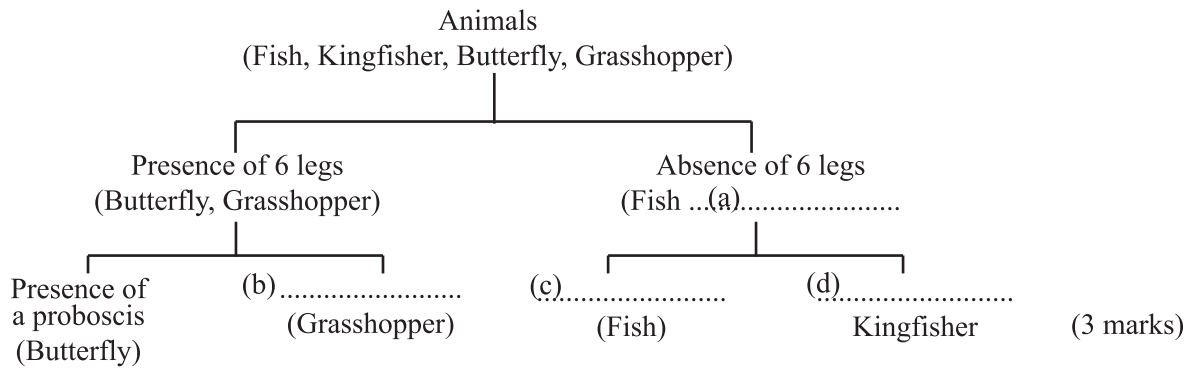 Animals
(Fish, Kingfisher, Butterfly, Grasshopper)
Presence of 6 legs
(Butterfly, Grasshopper)
Absence of 6 legs
(Fish ...(a)......................
Presence of
a proboscis
(Butterfly)
(b).........................
(Grasshopper)
(c).........................
(Fish)
(d).........................
Kingfisher
(3 marks)